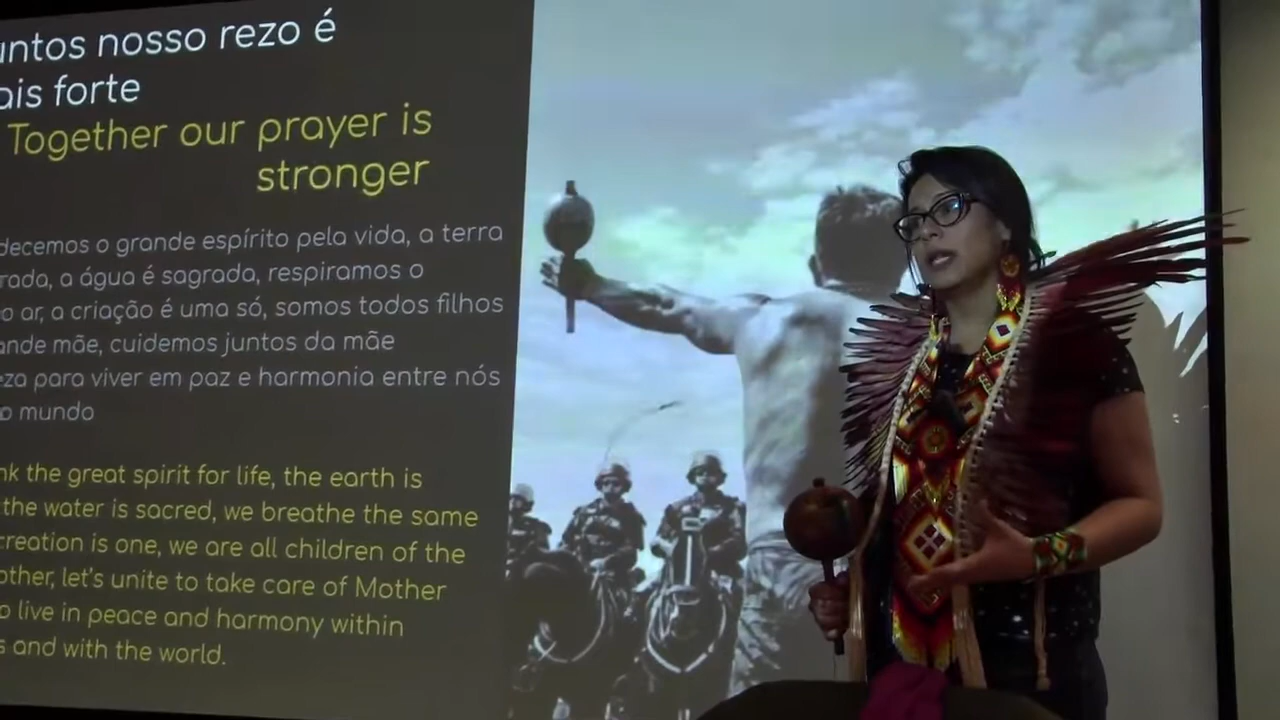 untos nosso rezo é
ais forte
Together our prayer is
stronger
decemos o grande espírito pela vida, a terra
rada, a água é sagrada, respiramos o
o ar, a criação é uma só, somos todos filhos
ande mãe, cuidemos juntos da mãe
eza para viver em paz e harmonia entre nós
o mundo
nk the great spirit for life, the earth is
the water is sacred, we breathe the same
creation is one, we are all children of the
other, let's unite to take care of Mother
o live in peace and harmony within
s and with the world.